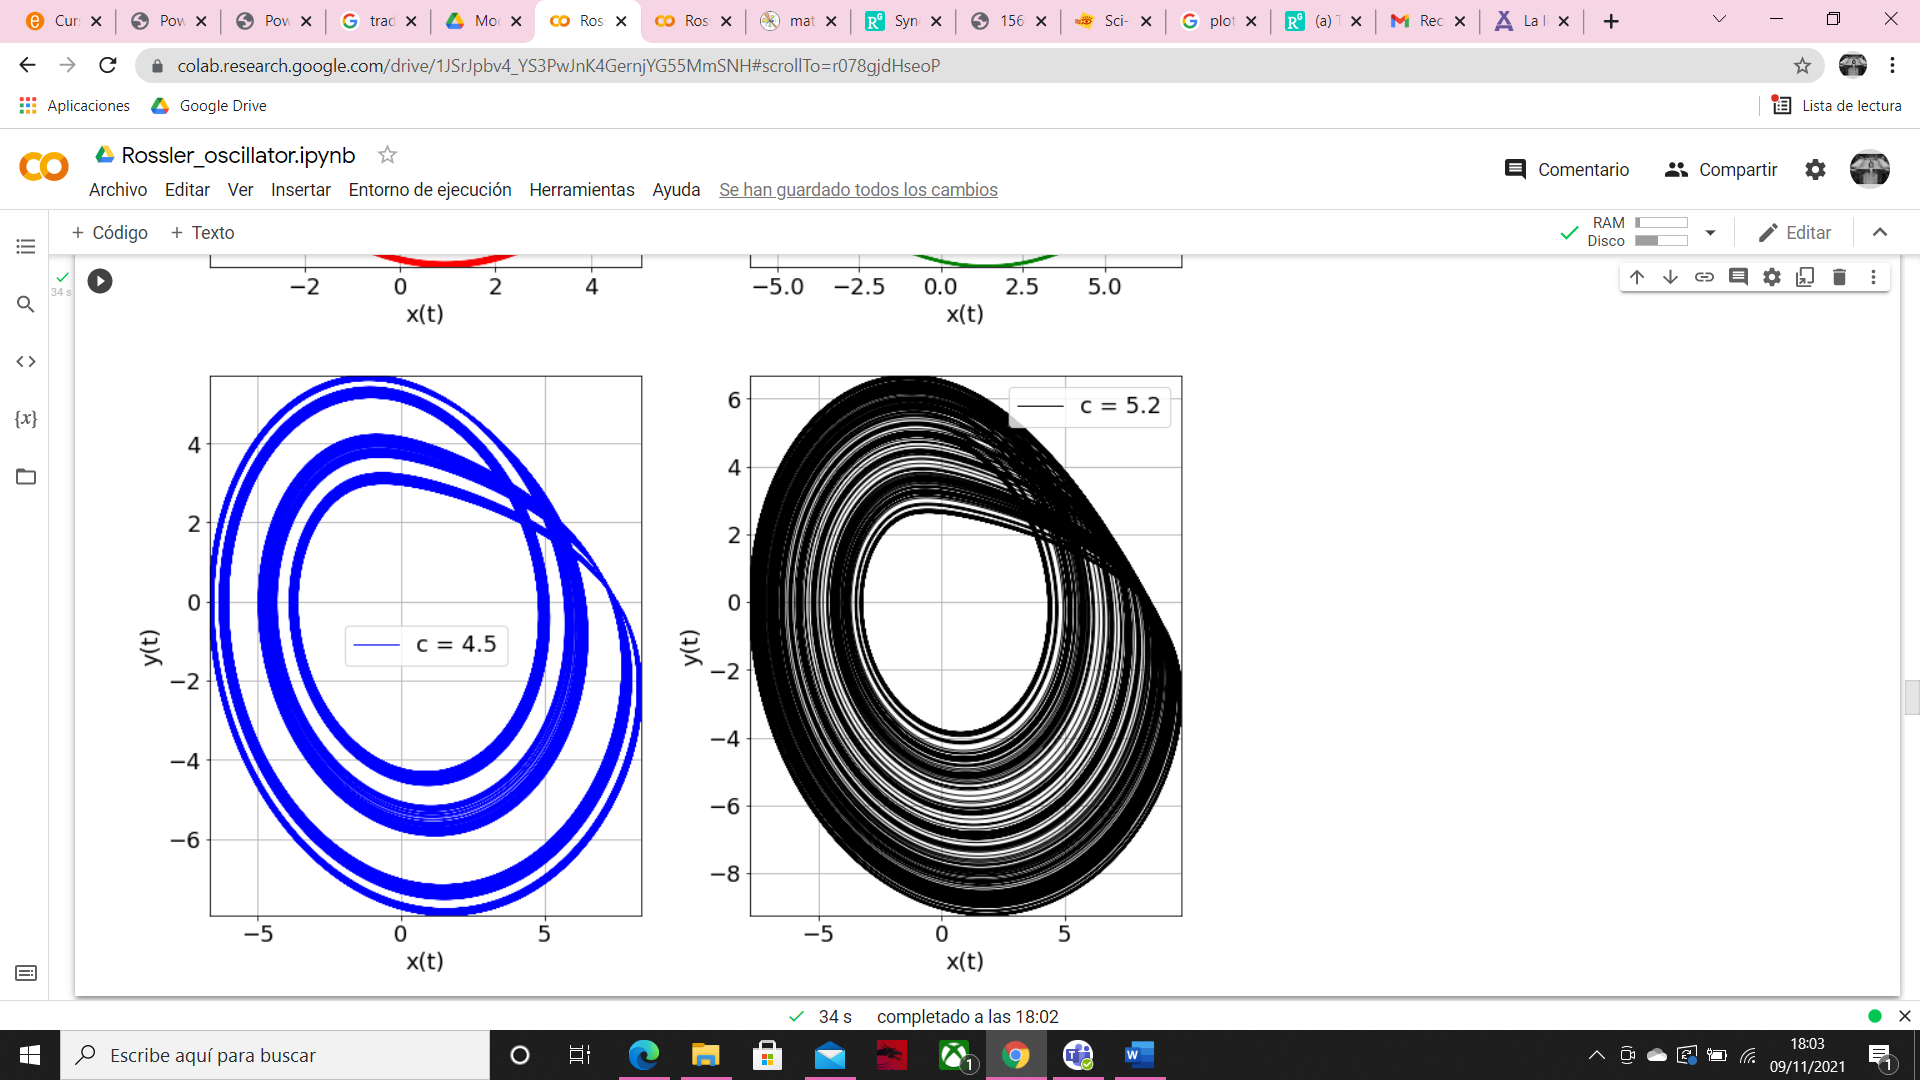 Cur Pow Pow trad Moc Ros Ros mat Syn 156 Sci- plot (a) T Rec La l
colab.research.google.com/drive/1JSrJpbv4_YS3PwJnK4GernjYG55MmSNH#scrollTo=r078gjdHseoP
Aplicaciones Google Drive Lista de lectura
Rossler_oscillator.ipynb
Archivo Editar Ver Insertar Entorno de ejecución Herramientas Ayuda Se han guardado todos los cambios
Comentario Compartir
+ Código + Texto
RAM
Disco
Editar
34 s
−2 0 2 4
x(t)
−5.0 −2.5 0.0 2.5 5.0
x(t)
4
2
0
−2
−4
−6
y(t)
c = 4.5
−5 0 5
x(t)
6
4
2
0
−2
−4
−6
−8
y(t)
c = 5.2
−5 0 5
x(t)
{x}
34 s completado a las 18:02
Escribe aquí para buscar
1
18:03
09/11/2021
1